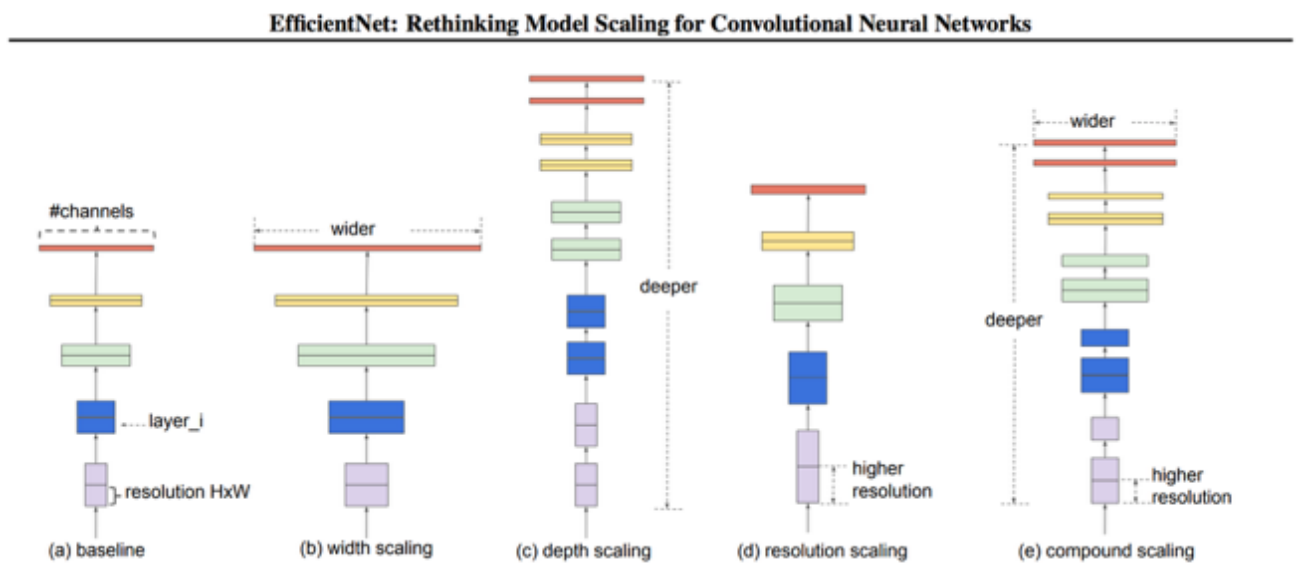 EfficientNet: Rethinking Model Scaling for Convolutional Neural Networks
#channels
layer_i
resolution HxW
(a) baseline
wider
(b) width scaling
deeper
(c) depth scaling
higher
resolution
(d) resolution scaling
wider
deeper
higher
resolution
(e) compound scaling